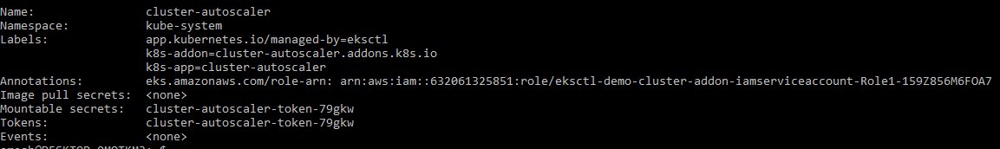 Name: cluster-autoscaler
Namespace: kube-system
Labels: app.kubernetes.io/managed-by=eksctl
k8s-addon=cluster-autoscaler.addons.k8s.io
k8s-app=cluster-autoscaler
Annotations: eks.amazonaws.com/role-arn: arn:aws:iam::632061325851:role/eksctl-demo-cluster-addon-iamserviceaccount-Role1-159Z856M6FOA7
Image pull secrets: <none>
Mountable secrets: cluster-autoscaler-token-79gkw
Tokens: cluster-autoscaler-token-79gkw
Events: <none>